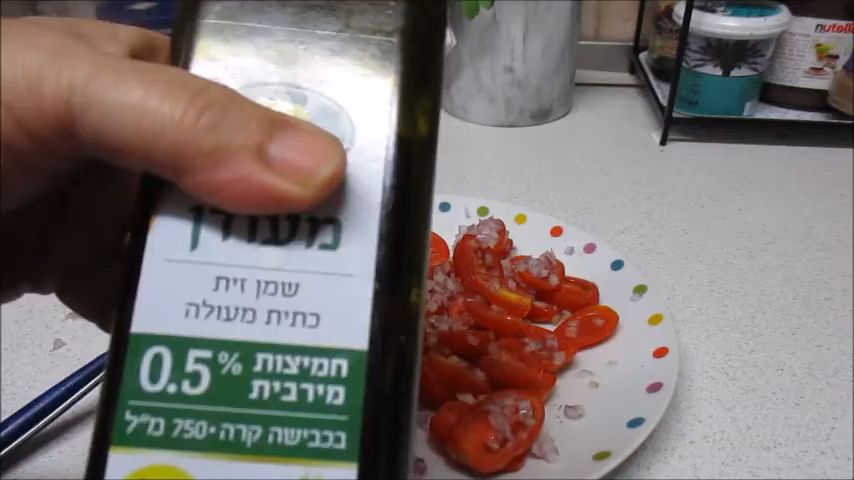 מעודן
שמן זית
כתית מעולה
0.5% חמיצות
מירבית
בכבישה קרה • 750 מ"ל
nutella